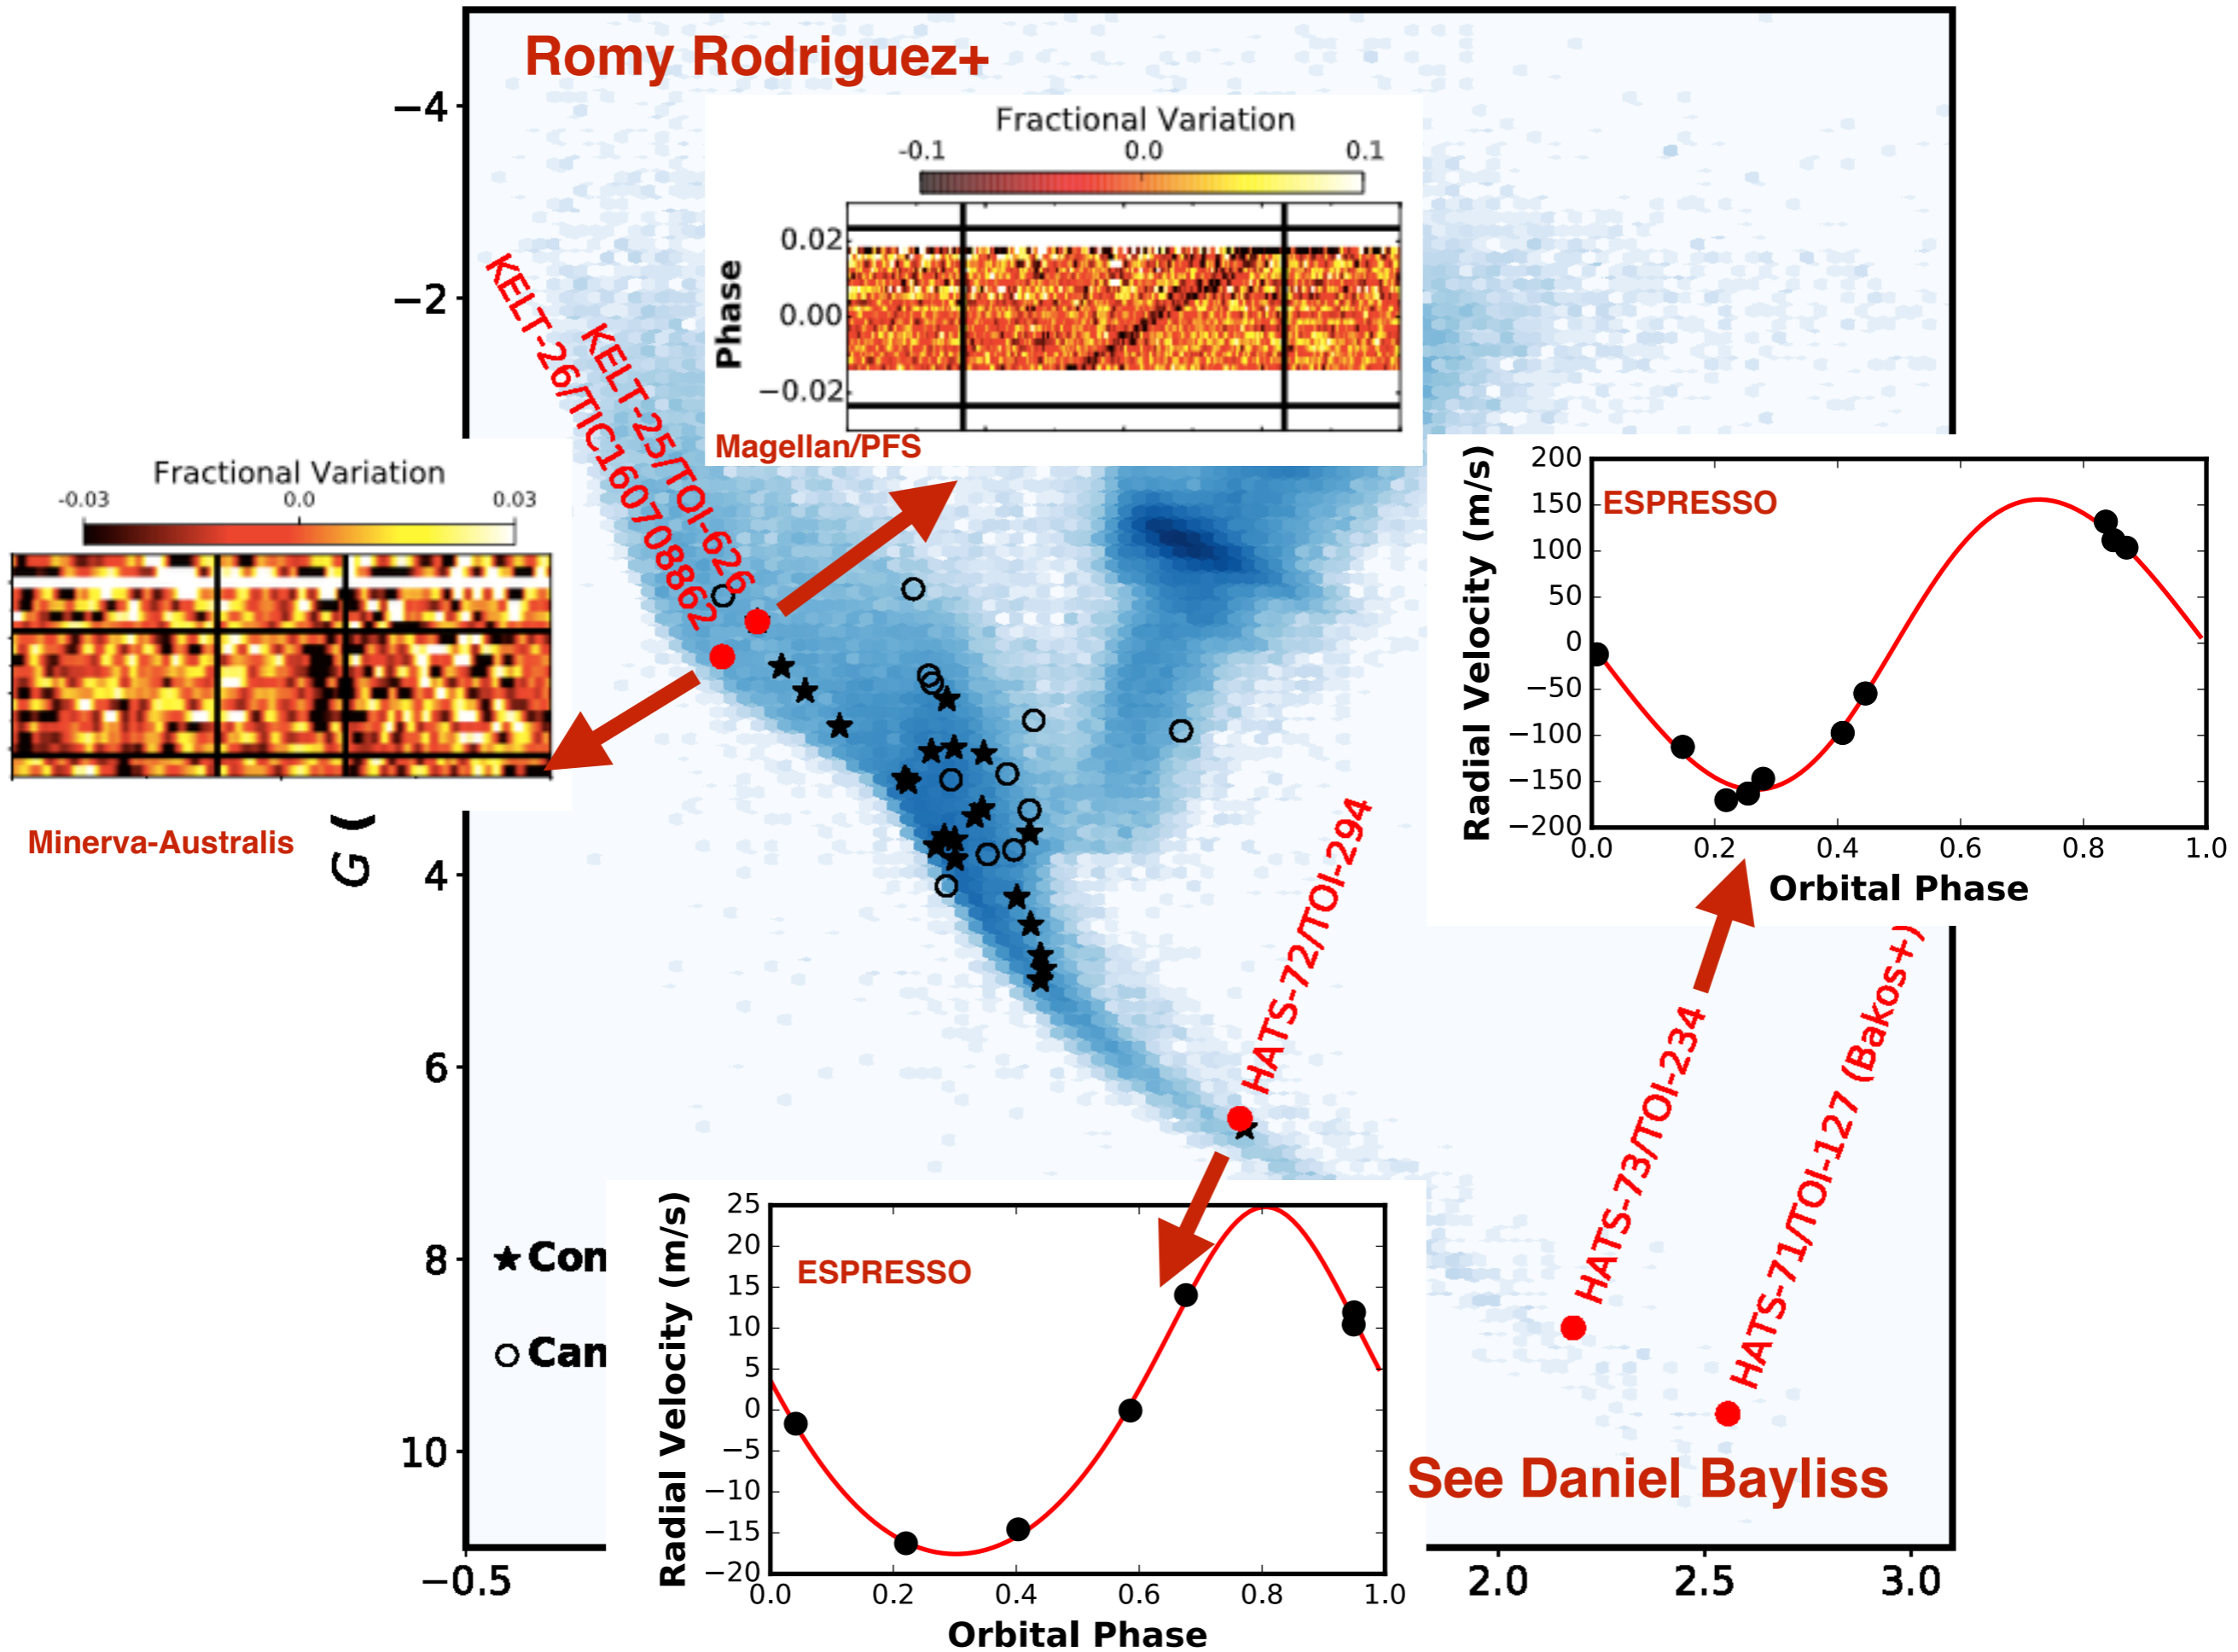 Romy Rodriguez+
−4
−2
4
6
8
10
G (
−0.5
2.0
2.5
3.0
Fractional Variation
-0.1
0.0
0.1
0.02
0.00
−0.02
Phase
Magellan/PFS
KELT-26/TIC160708862
KELT-25/TOI-626
Fractional Variation
-0.03
0.0
0.03
Minerva-Australis
ESPRESSO
200
150
100
50
0
−50
−100
−150
−200
Radial Velocity (m/s)
0.0
0.2
0.4
0.6
0.8
1.0
Orbital Phase
HATS-72/TOI-294
HATS-73/TOI-234
HATS-71/TOI-127 (Bakos+)
Con
Can
ESPRESSO
25
20
15
10
5
0
−5
−10
−15
−20
Radial Velocity (m/s)
0.0
0.2
0.4
0.6
0.8
1.0
Orbital Phase
See Daniel Bayliss